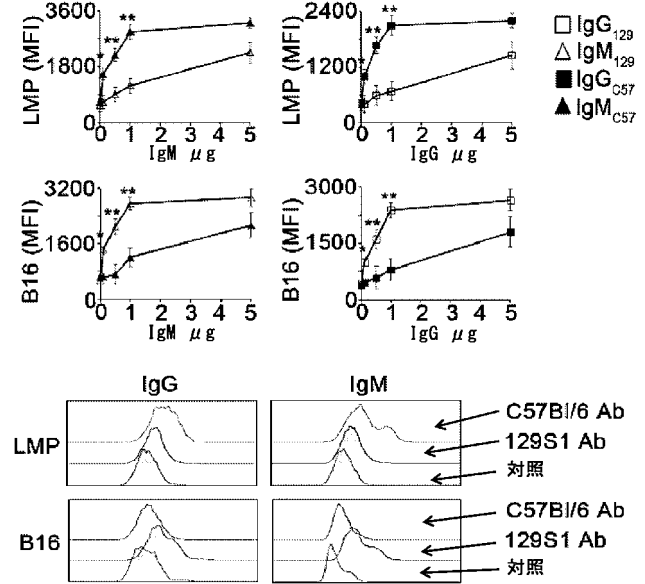 3600
1800
0
LMP (MFI)
*
**
**
0 1 2 3 4 5
IgM μg
2400
1200
0
LMP (MFI)
*
**
**
0 1 2 3 4 5
IgG μg
IgG129
IgM129
IgGC57
IgMC57
3200
1600
0
B16 (MFI)
*
**
**
0 1 2 3 4 5
IgM μg
3000
1500
0
B16 (MFI)
*
**
**
0 1 2 3 4 5
IgG μg
IgG
IgM
LMP
C57Bl/6 Ab
129S1 Ab
対照
B16
C57Bl/6 Ab
129S1 Ab
対照